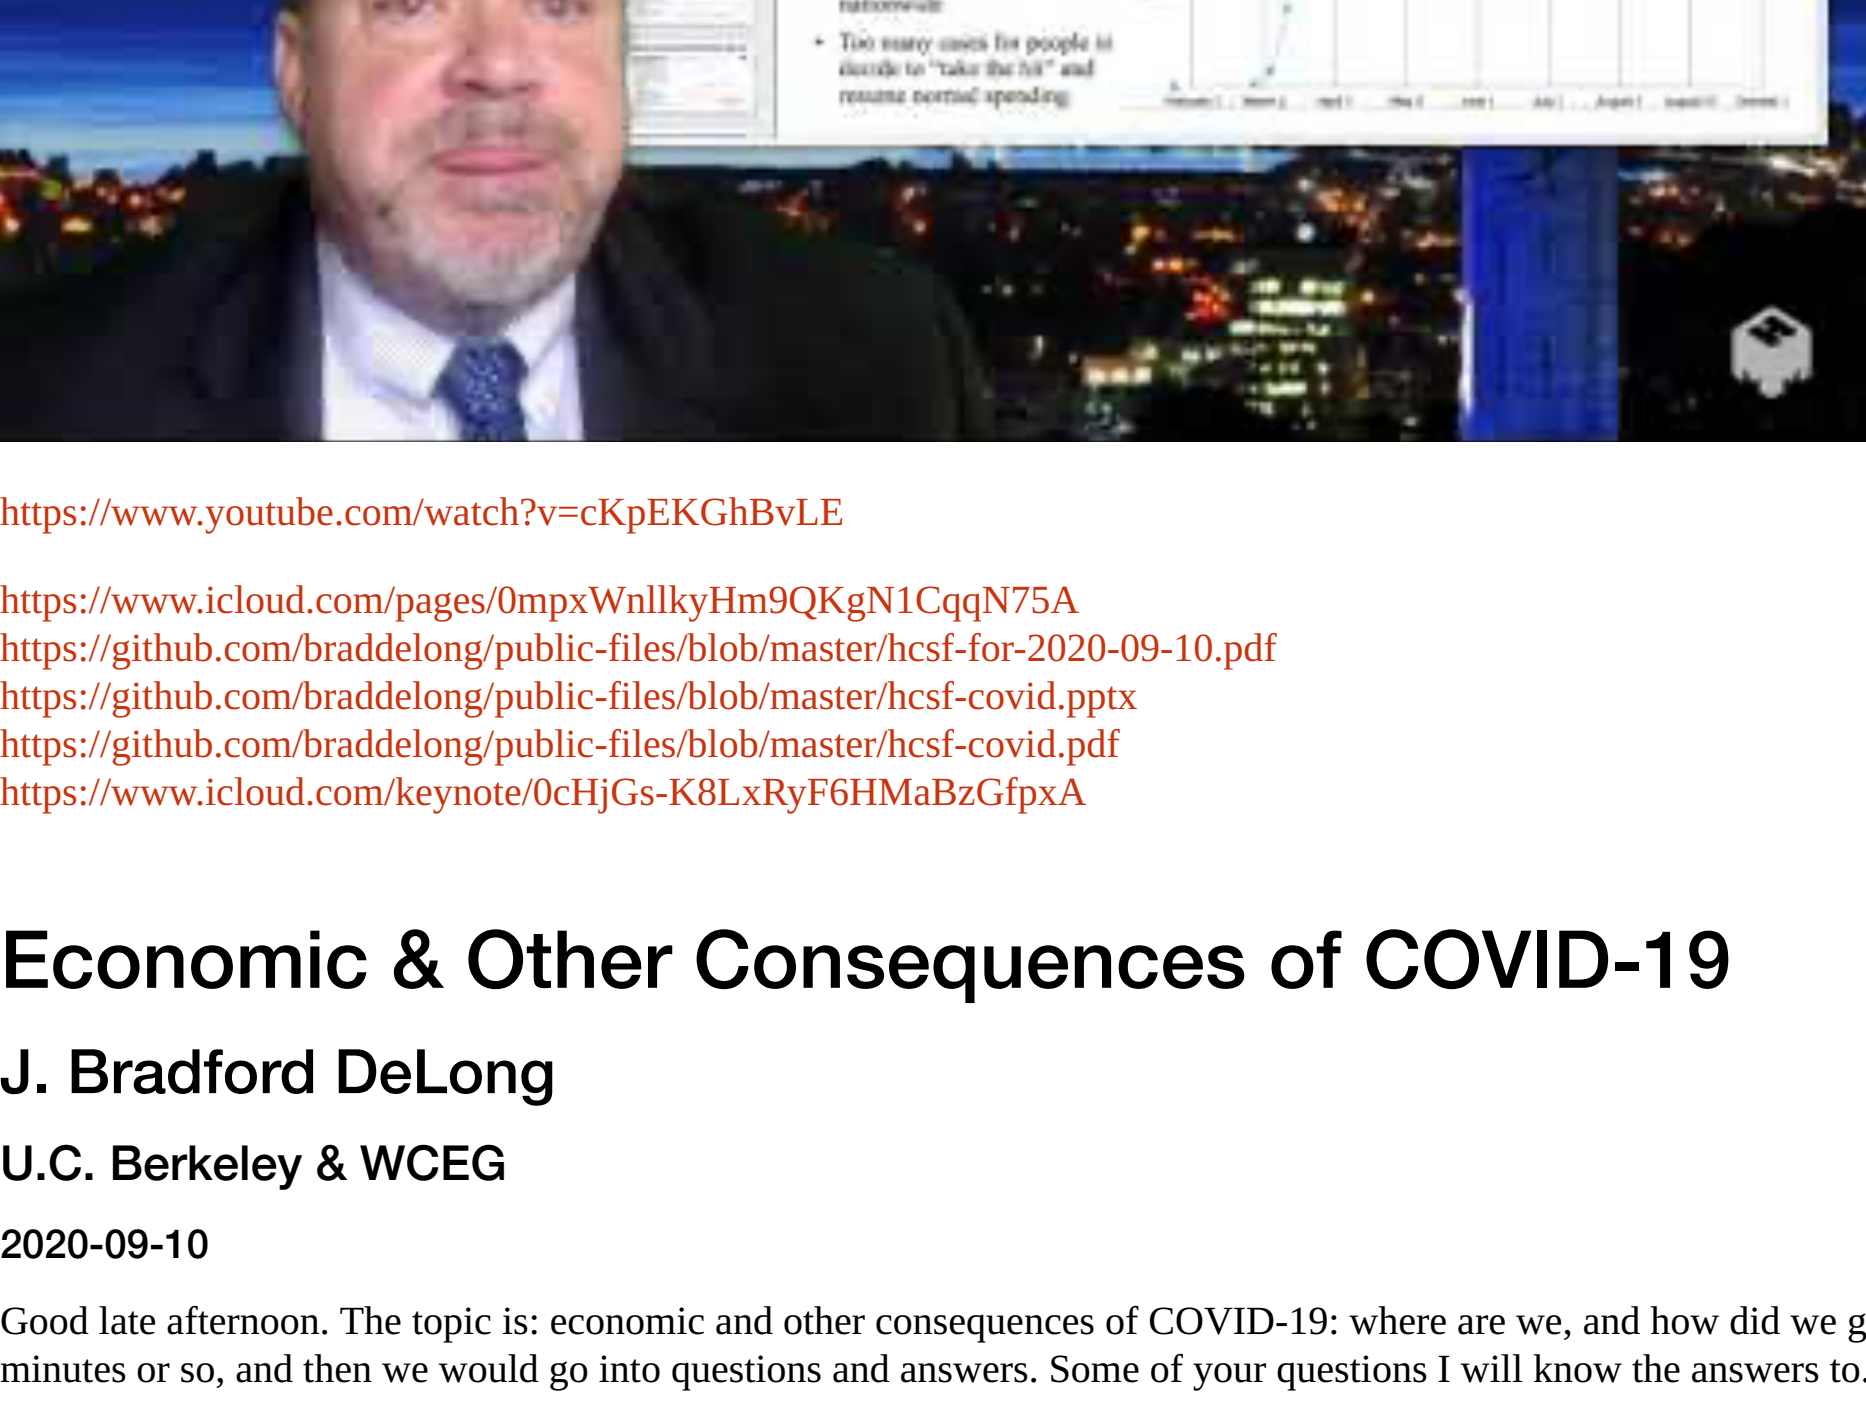 Too many cases for people to
decide to "take the hit" and
resume normal spending
https://www.youtube.com/watch?v=cKpEKGhBvLE
https://www.icloud.com/pages/0mpxWnllkyHm9QKgN1CqqN75A
https://github.com/braddelong/public-files/blob/master/hcsf-for-2020-09-10.pdf
https://github.com/braddelong/public-files/blob/master/hcsf-covid.pptx
https://github.com/braddelong/public-files/blob/master/hcsf-covid.pdf
https://www.icloud.com/keynote/0cHjGs-K8LxRyF6HMaBzGfpxA
Economic & Other Consequences of COVID-19
J. Bradford DeLong
U.C. Berkeley & WCEG
2020-09-10
Good late afternoon. The topic is: economic and other consequences of COVID-19: where are we, and how did we g
minutes or so, and then we would go into questions and answers. Some of your questions I will know the answers to.